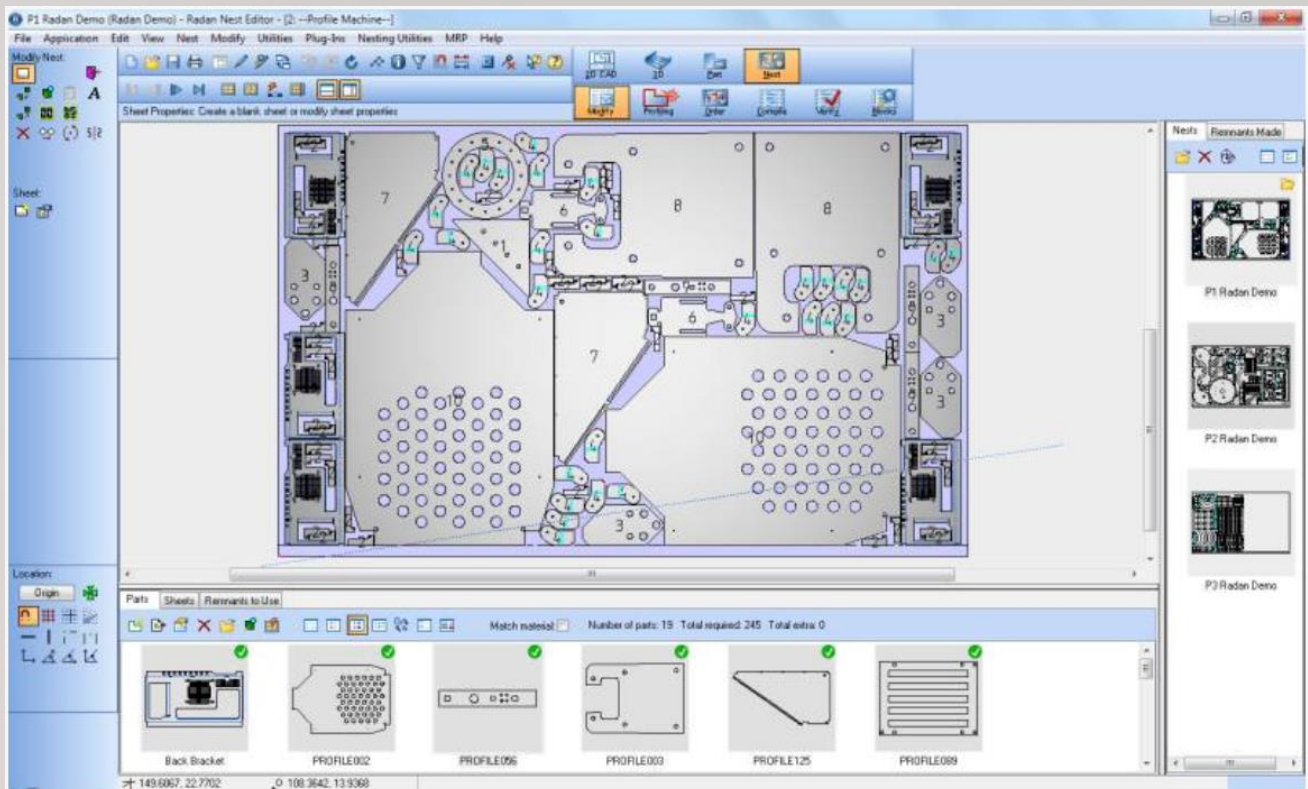 P1 Radan Demo (Radan Demo) - Radan Nest Editor - [2: --Profile Machine--]
File Application Edit View Nest Modify Utilities Plug-Ins Nesting Utilities MRP Help
Modify Nest:
2D CAD 3D Part Nest
Modify Profiling Order Compile Verify Blocks
Sheet Properties: Create a blank sheet or modify sheet properties
Sheet:
Nests Remnants Made
7
8
8
6
1
3
3
6
7
3
10
10
3
P1 Radan Demo
P2 Radan Demo
P3 Radan Demo
Location:
Origin
Parts Sheets Remnants to Use
Match material: Number of parts: 19 Total required: 245 Total extra: 0
Back Bracket PROFILE002 PROFILE056 PROFILE003 PROFILE125 PROFILE089
149.6067, 22.7702 108.3642, 13.9368